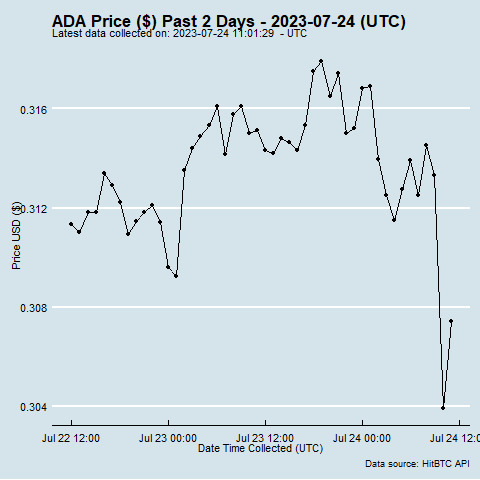 ADA Price ($) Past 2 Days - 2023-07-24 (UTC)
Latest data collected on: 2023-07-24 11:01:29 - UTC
0.316
0.312
0.308
0.304
Price USD ($)
Jul 22 12:00 Jul 23 00:00 Jul 23 12:00 Jul 24 00:00 Jul 24 12:00
Date Time Collected (UTC)
Data source: HitBTC API